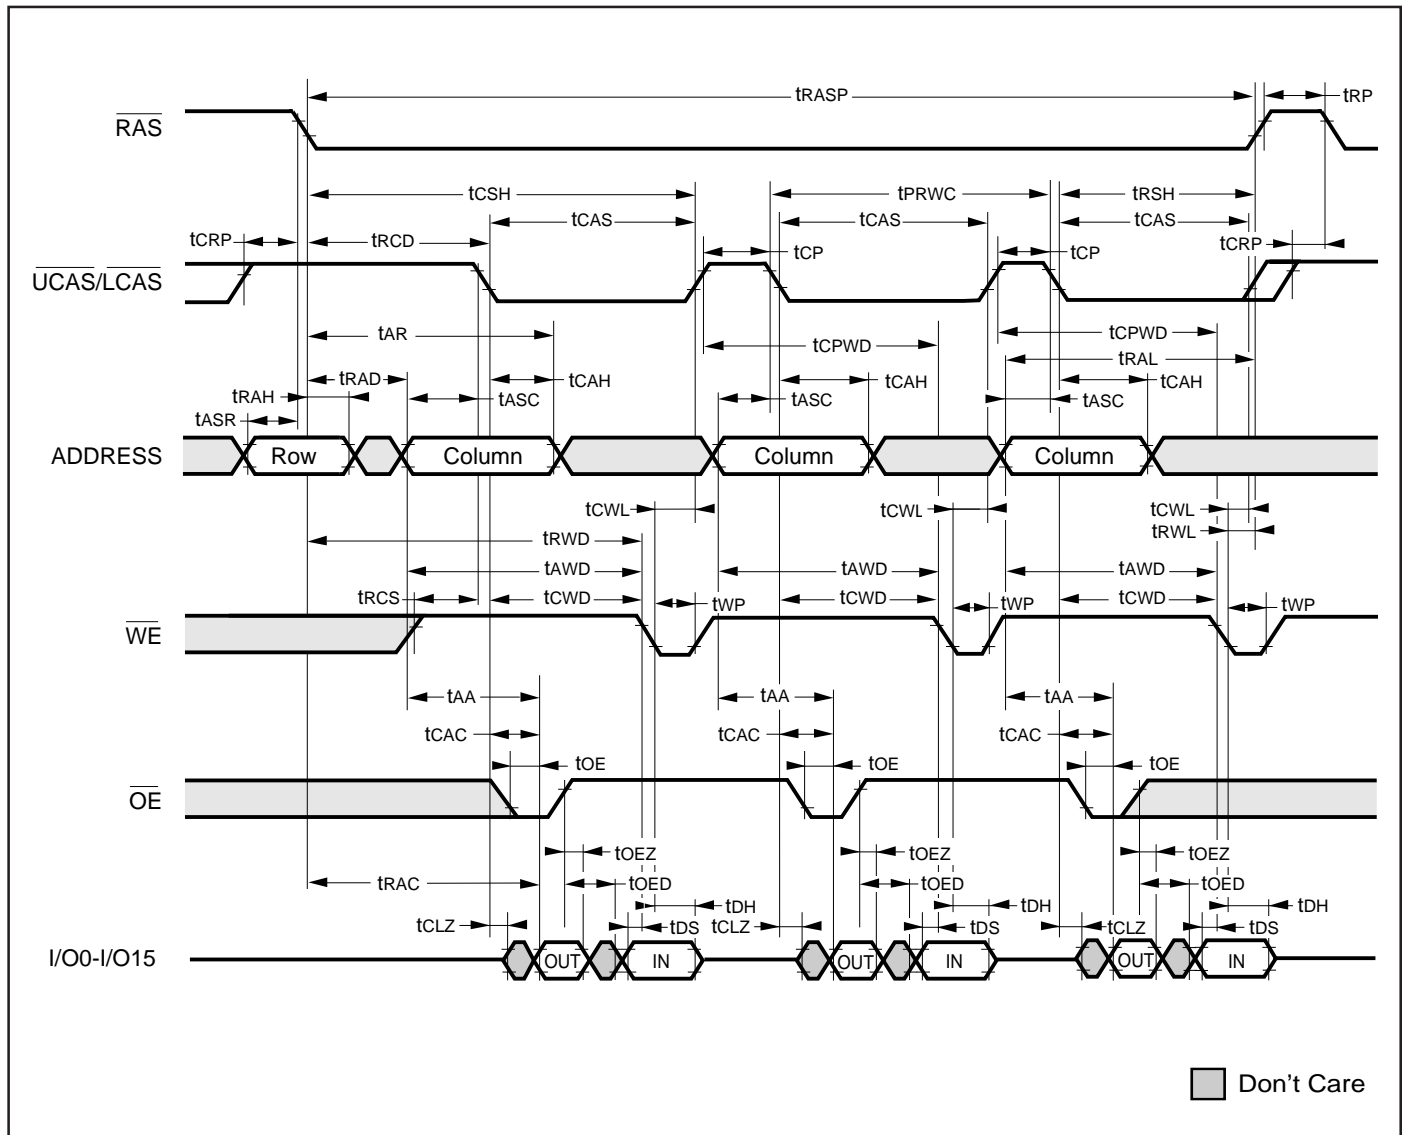 tRASP
tRP
RAS
tCSH
tPRWC
tRSH
tCAS
tCAS
tCAS
tCRP
tRCD
tCP
tCP
tCRP
UCAS/LCAS
tAR
tCPWD
tCPWD
tRAL
tRAD
tCAH
tCAH
tCAH
tRAH
tASC
tASC
tASC
tASR
ADDRESS
Row
Column
Column
Column
tCWL
tCWL
tCWL
tRWD
tRWL
tAWD
tAWD
tAWD
tRCS
tCWD
tWP
tCWD
tWP
tCWD
tWP
WE
tAA
tAA
tAA
tCAC
tCAC
tCAC
tOE
tOE
tOE
OE
tOEZ
tOEZ
tOEZ
tRAC
tOED
tOED
tOED
tDH
tDH
tDH
tCLZ
tDS
tCLZ
tDS
tCLZ
tDS
I/O0-I/O15
OUT
IN
OUT
IN
OUT
IN
Don't Care